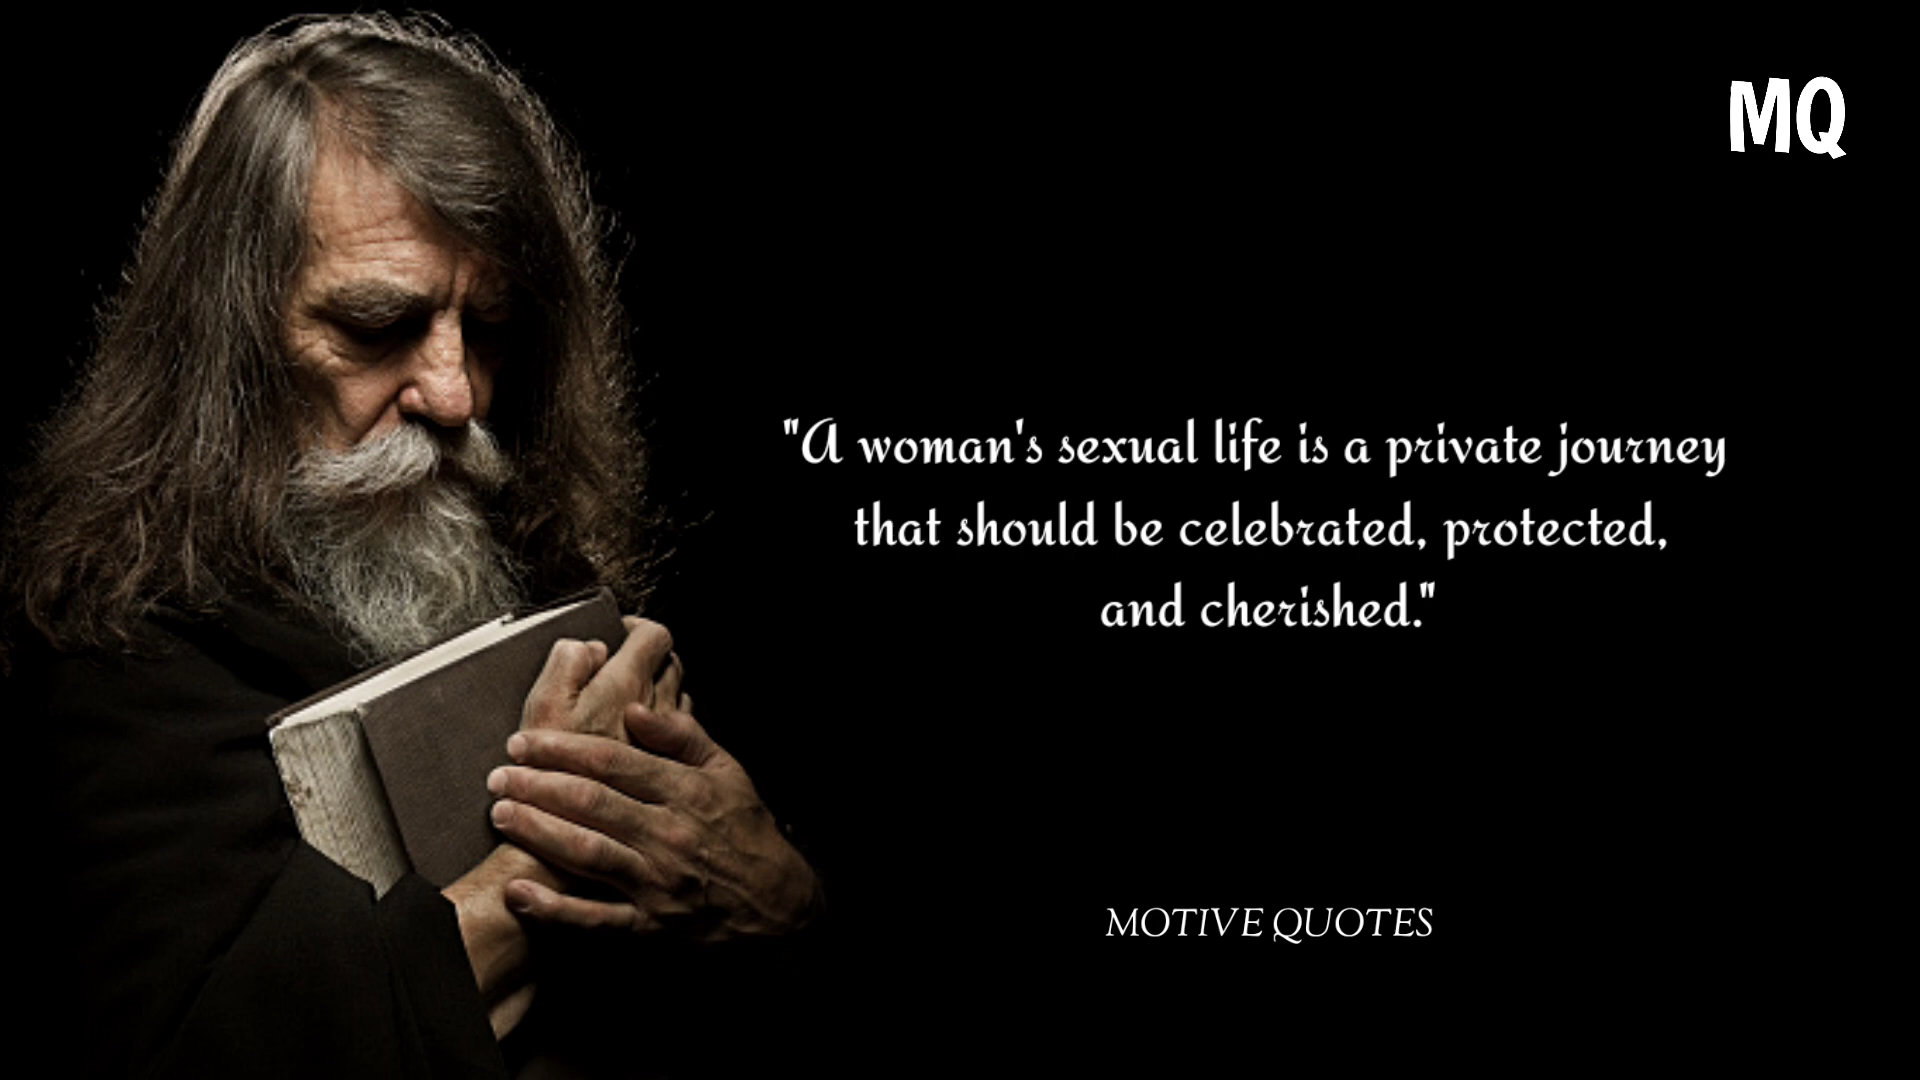 MQ
"A woman's sexual life is a private journey
that should be celebrated, protected,
and cherished."
MOTIVE QUOTES